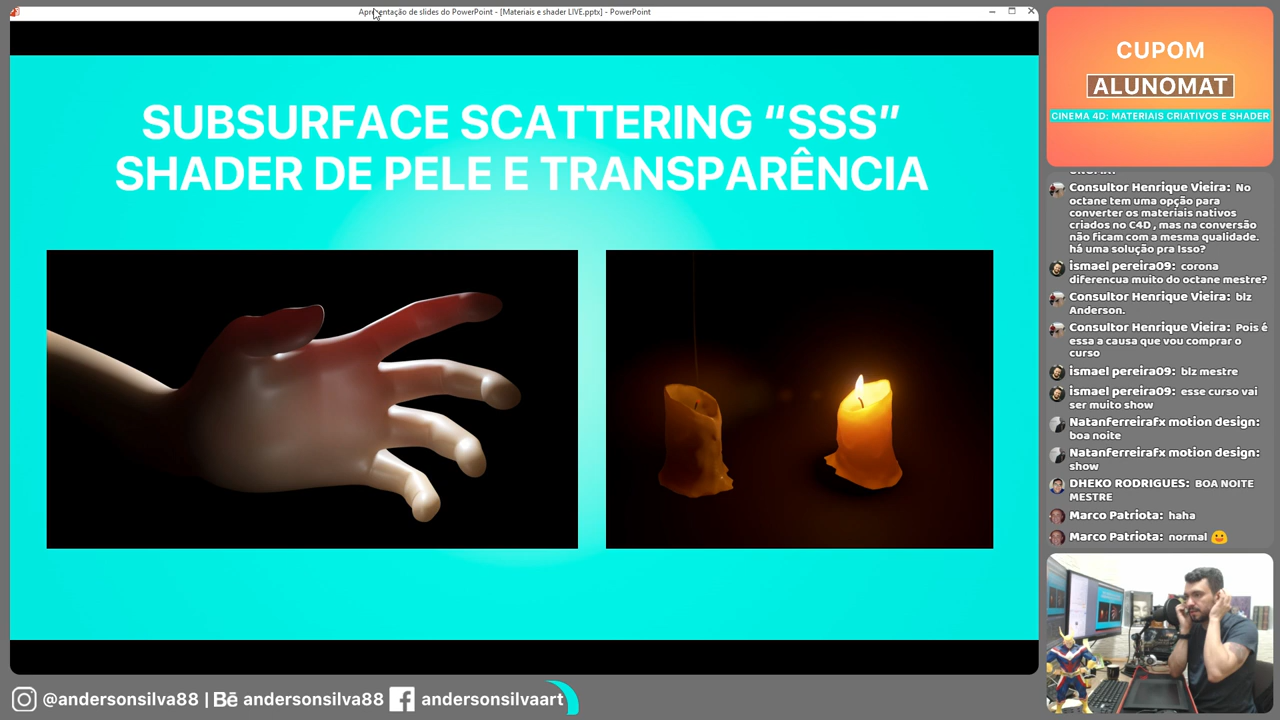 Apresentação de slides do PowerPoint - [Materiais e shader LIVE.pptx] - PowerPoint
SUBSURFACE SCATTERING “SSS”
SHADER DE PELE E TRANSPARÊNCIA
CUPOM
ALUNOMAT
CINEMA 4D: MATERIAIS CRIATIVOS E SHADER
Consultor Henrique Vieira: No
octane tem uma opção para
converter os materiais nativos
criados no C4D , mas na conversão
não ficam com a mesma qualidade.
há uma solução pra Isso?
ismael pereira09: corona
diferencua muito do octane mestre?
Consultor Henrique Vieira: blz
Anderson.
Consultor Henrique Vieira: Pois é
essa a causa que vou comprar o
curso
ismael pereira09: blz mestre
ismael pereira09: esse curso vai
ser muito show
Natanferreirafx motion design:
boa noite
Natanferreirafx motion design:
show
DHEKO RODRIGUES: BOA NOITE
MESTRE
Marco Patriota: haha
Marco Patriota: normal 😛
@andersonsilva88 | Bē andersonsilva88 andersonsilvaart